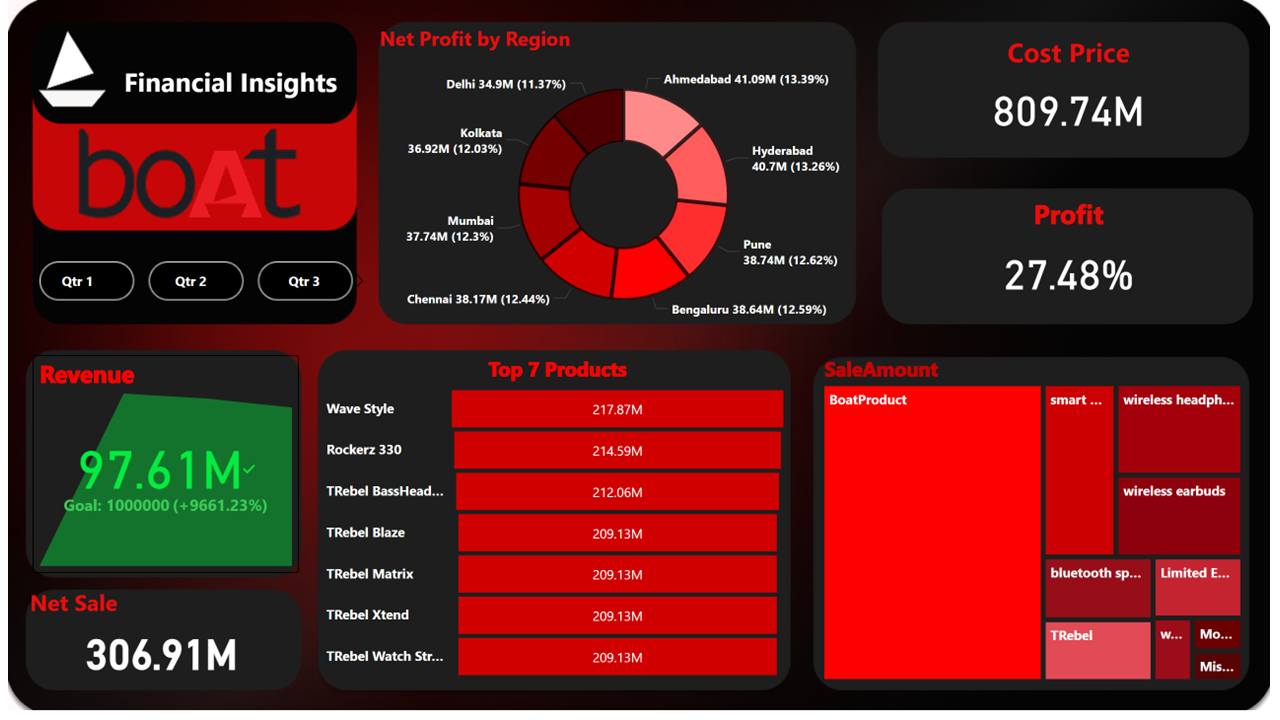 Financial Insights
boAt
Qtr 1
Qtr 2
Qtr 3
Net Profit by Region
Ahmedabad 41.09M (13.39%)
Hyderabad
40.7M (13.26%)
Pune
38.74M (12.62%)
Bengaluru 38.64M (12.59%)
Chennai 38.17M (12.44%)
Mumbai
37.74M (12.3%)
Kolkata
36.92M (12.03%)
Delhi 34.9M (11.37%)
Cost Price
809.74M
Profit
27.48%
Revenue
97.61M
Goal: 1000000 (+9661.23%)
Net Sale
306.91M
Top 7 Products
Wave Style 217.87M
Rockerz 330 214.59M
TRebel BassHead... 212.06M
TRebel Blaze 209.13M
TRebel Matrix 209.13M
TRebel Xtend 209.13M
TRebel Watch Str... 209.13M
SaleAmount
BoatProduct
smart ...
wireless headph...
wireless earbuds
bluetooth sp...
Limited E...
TRebel
w...
Mo...
Mis...